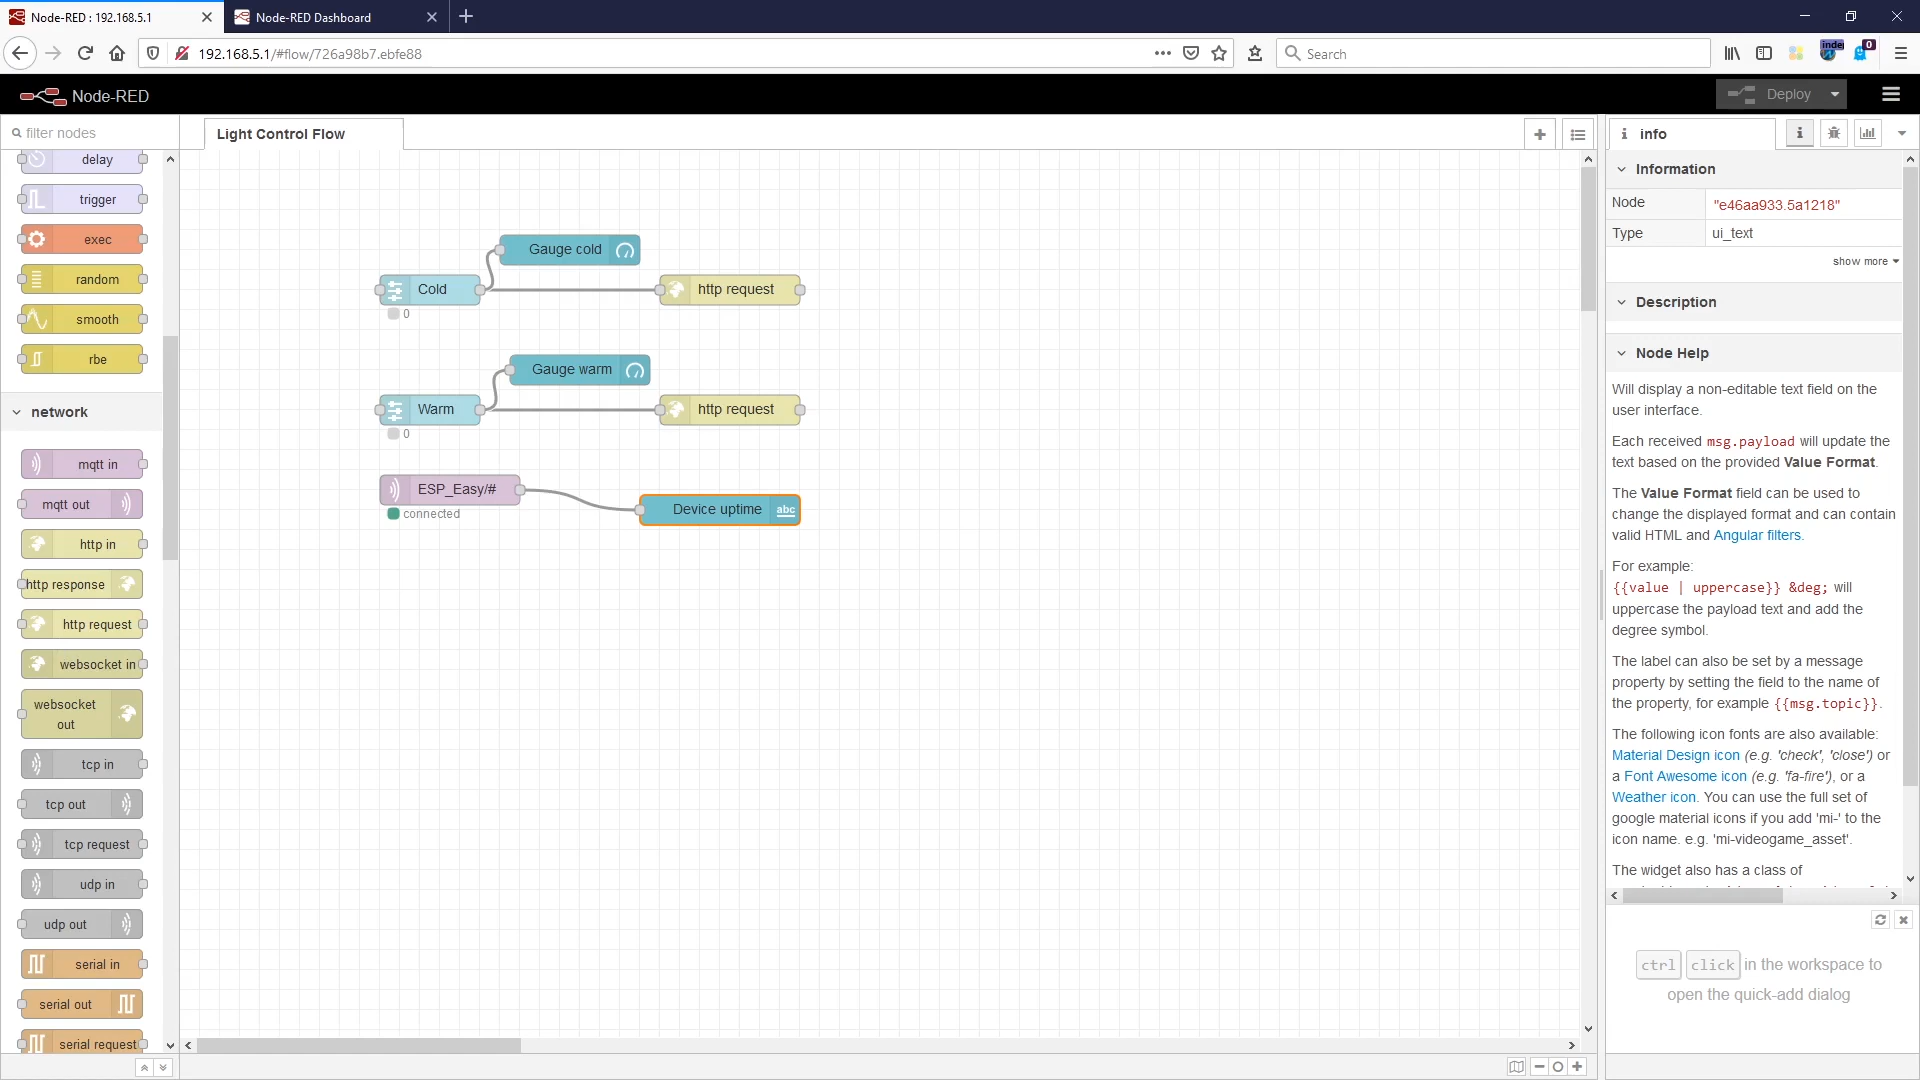 Node-RED : 192.168.5.1
Node-RED Dashboard
192.168.5.1/#flow/726a98b7.ebfe88
Search
inde
0
Node-RED
Deploy
filter nodes
Light Control Flow
info
delay
trigger
exec
random
smooth
rbe
network
mqtt in
mqtt out
http in
http response
http request
websocket in
websocket
out
tcp in
tcp out
tcp request
udp in
udp out
serial in
serial out
serial request
Gauge cold
Cold
http request
0
Gauge warm
Warm
http request
0
ESP_Easy/#
connected
Device uptime
abc
Information
Node "e46aa933.5a1218"
Type ui_text
show more
Description
Node Help
Will display a non-editable text field on the
user interface.
Each received msg.payload will update the
text based on the provided Value Format.
The Value Format field can be used to
change the displayed format and can contain
valid HTML and Angular filters.
For example:
{{value | uppercase}} &deg; will
uppercase the payload text and add the
degree symbol.
The label can also be set by a message
property by setting the field to the name of
the property, for example {{msg.topic}}.
The following icon fonts are also available:
Material Design icon (e.g. 'check', 'close') or
a Font Awesome icon (e.g. 'fa-fire'), or a
Weather icon. You can use the full set of
google material icons if you add 'mi-' to the
icon name. e.g. 'mi-videogame_asset'.
The widget also has a class of
ctrl click in the workspace to
open the quick-add dialog